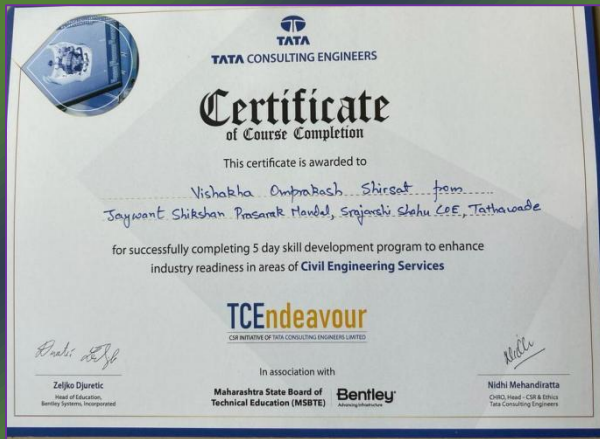 TATA
TATA CONSULTING ENGINEERS
Certificate
of Course Completion
This certificate is awarded to
Vishakha Omprakash Shirsat from
Jaywant Shikshan Prasarak Mandal, Srajarshi Shahu COE, Tathawade
for successfully completing 5 day skill development program to enhance
industry readiness in areas of Civil Engineering Services
TCEndeavour
CSR INITIATIVE OF TATA CONSULTING ENGINEERS LIMITED
Zeljko Djuretic
Head of Education,
Bentley Systems, Incorporated
In association with
Maharashtra State Board of
Technical Education (MSBTE)
Bentley
Advancing Infrastructure
Nidhi
Nidhi Mehandiratta
CHRO, Head - CSR & Ethics
Tata Consulting Engineers